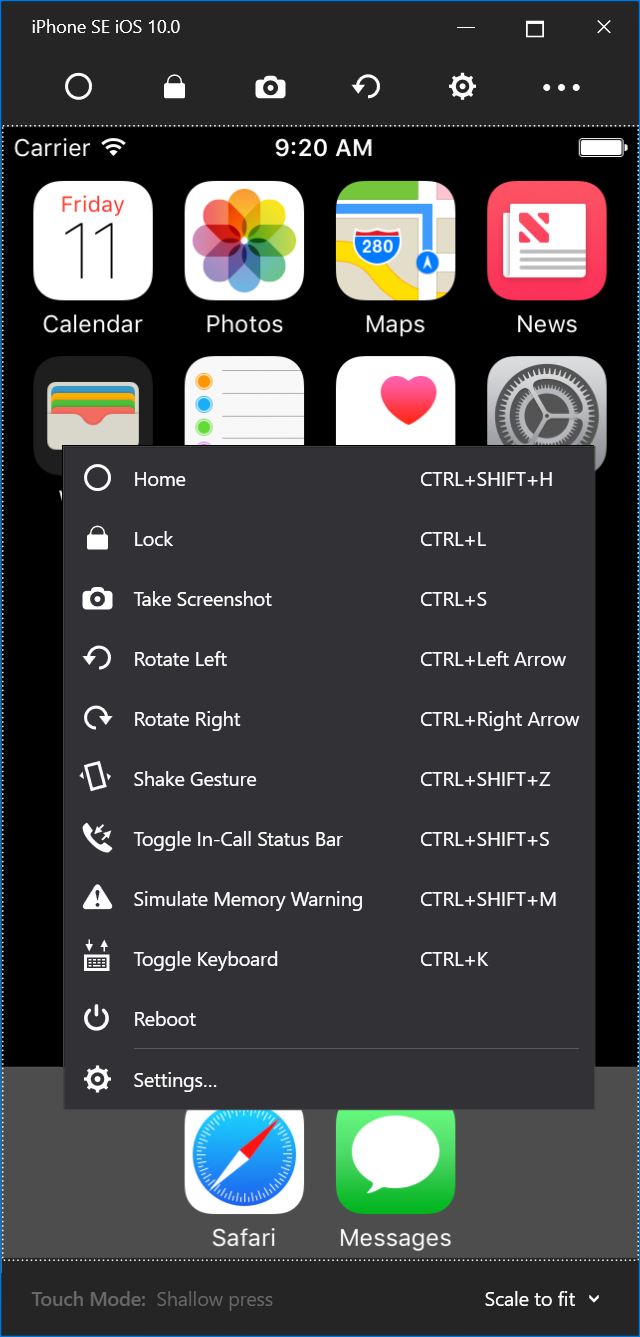 iPhone SE iOS 10.0
Carrier 9:20 AM
Friday
11
280
Calendar Photos Maps News
Home CTRL+SHIFT+H
Lock CTRL+L
Take Screenshot CTRL+S
Rotate Left CTRL+Left Arrow
Rotate Right CTRL+Right Arrow
Shake Gesture CTRL+SHIFT+Z
Toggle In-Call Status Bar CTRL+SHIFT+S
Simulate Memory Warning CTRL+SHIFT+M
Toggle Keyboard CTRL+K
Reboot
Settings...
Safari Messages
Touch Mode: Shallow press Scale to fit